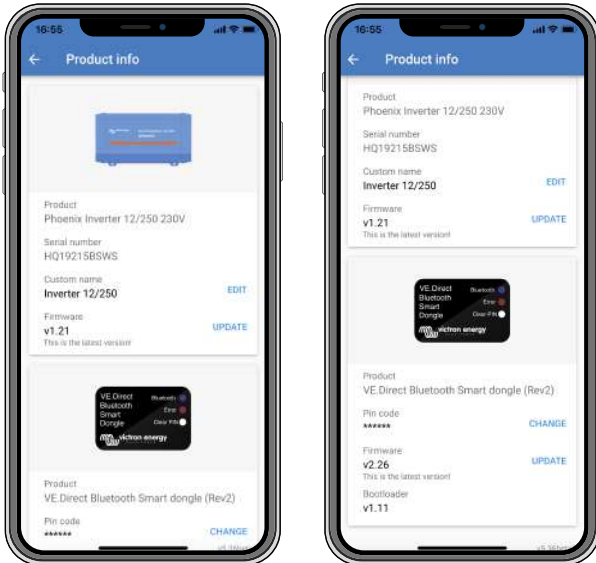 16:55
Product info
Product
Phoenix Inverter 12/250 230V
Serial number
HQ19215BSWS
Custom name
Inverter 12/250
EDIT
Firmware
v1.21
UPDATE
This is the latest version!
VE.Direct
Bluetooth
Smart
Dongle
Bluetooth
Error
Clear PIN
victron energy
Product
VE.Direct Bluetooth Smart dongle (Rev2)
Pin code
******
CHANGE
16:55
Product info
Product
Phoenix Inverter 12/250 230V
Serial number
HQ19215BSWS
Custom name
Inverter 12/250
EDIT
Firmware
v1.21
UPDATE
This is the latest version!
VE.Direct
Bluetooth
Smart
Dongle
Bluetooth
Error
Clear PIN
victron energy
Product
VE.Direct Bluetooth Smart dongle (Rev2)
Pin code
******
CHANGE
Firmware
v2.26
UPDATE
This is the latest version!
Bootloader
v1.11